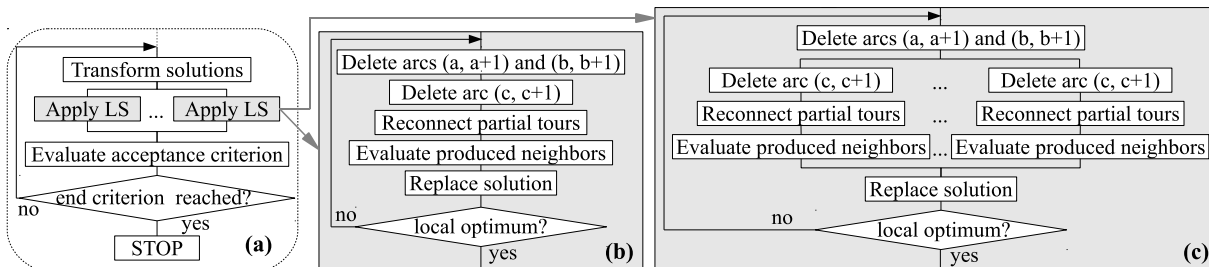 Transform solutions
Apply LS ... Apply LS
Evaluate acceptance criterion
end criterion reached?
no
yes
STOP
(a)
Delete arcs (a, a+1) and (b, b+1)
Delete arc (c, c+1)
Reconnect partial tours
Evaluate produced neighbors
Replace solution
no
local optimum?
yes
(b)
Delete arcs (a, a+1) and (b, b+1)
Delete arc (c, c+1) ... Delete arc (c, c+1)
Reconnect partial tours ... Reconnect partial tours
Evaluate produced neighbors ... Evaluate produced neighbors
Replace solution
no
local optimum?
yes
(c)